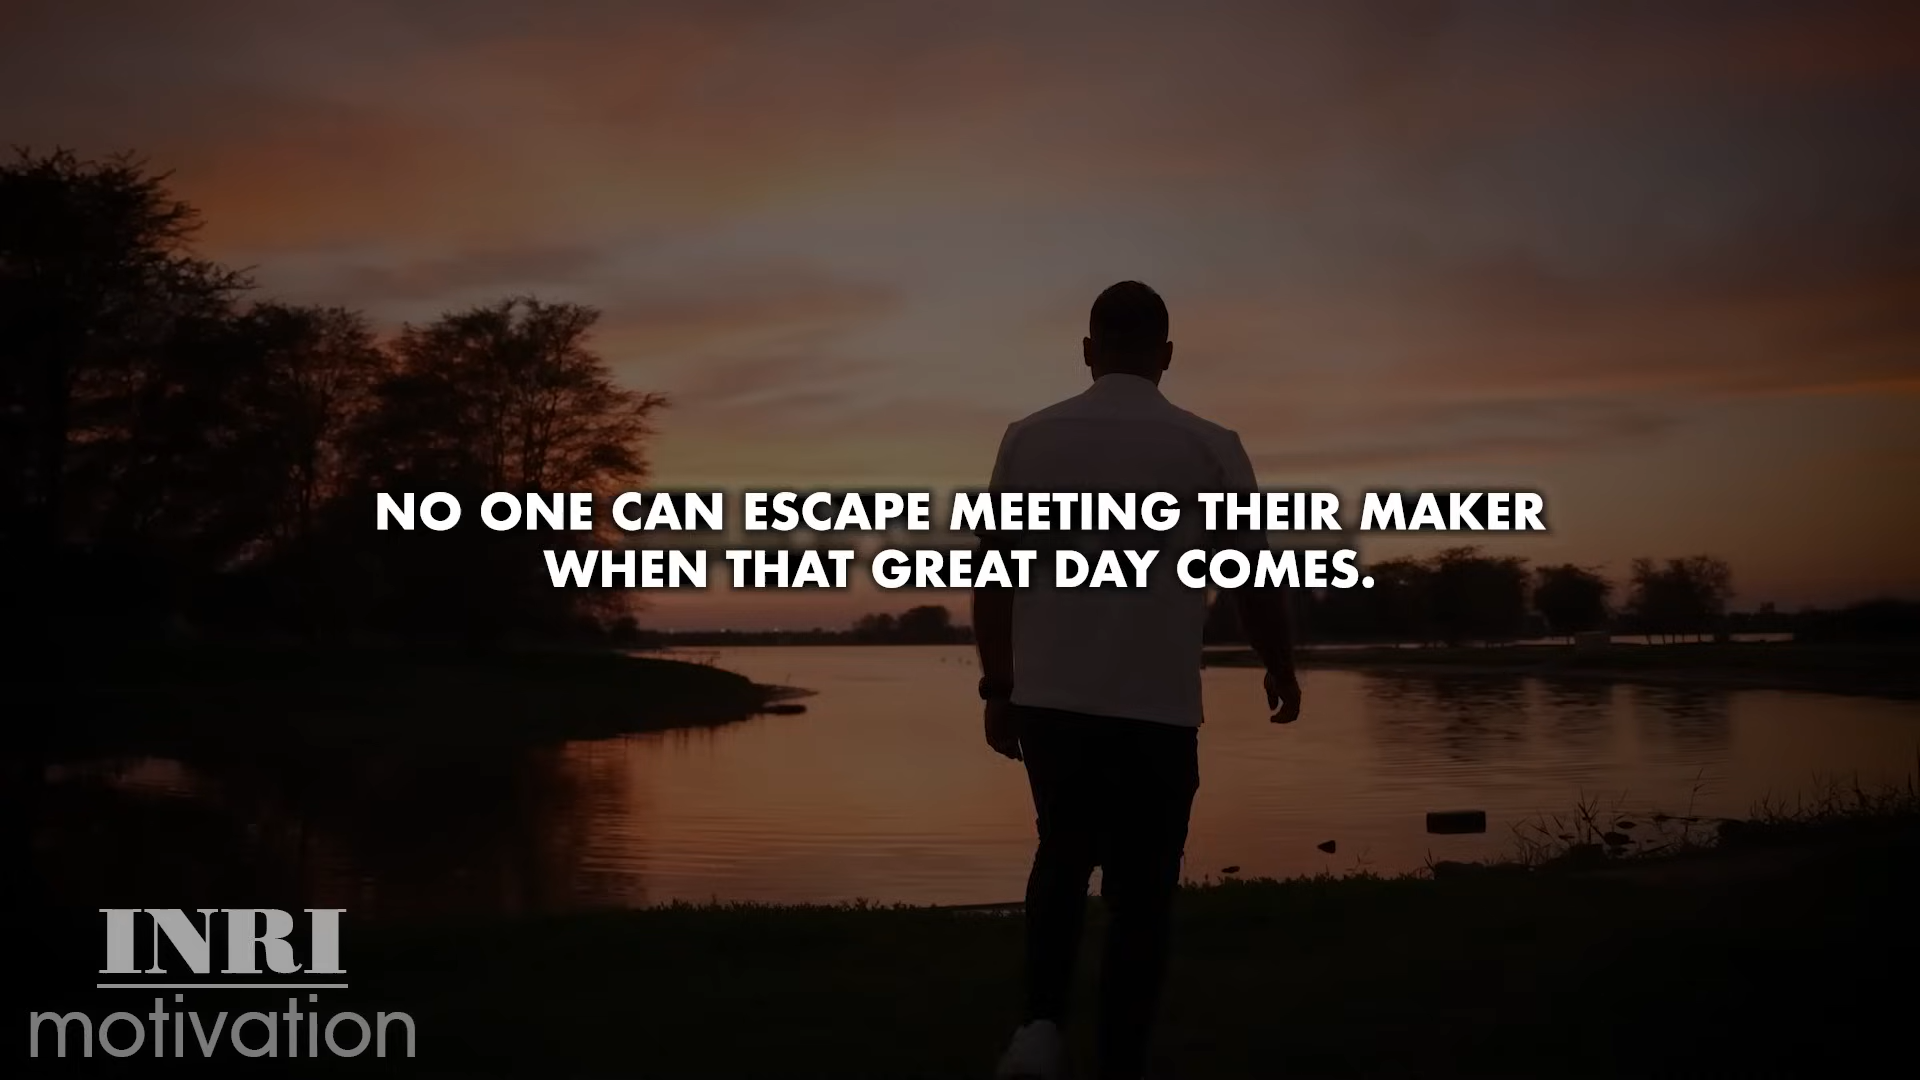 NO ONE CAN ESCAPE MEETING THEIR MAKER
WHEN THAT GREAT DAY COMES.
INRI
motivation